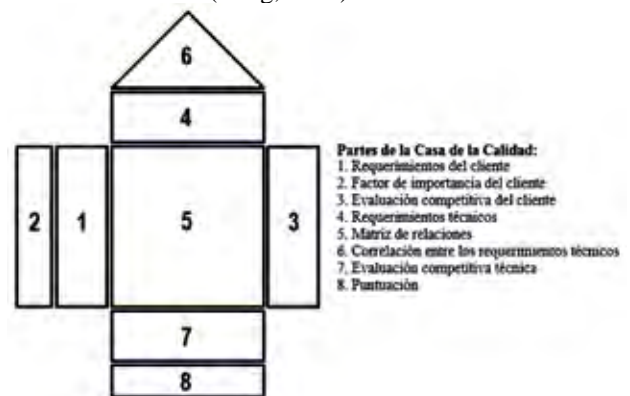 6
4
Partes de la Casa de la Calidad:
1. Requerimientos del cliente
2. Factor de importancia del cliente
3. Evaluación competitiva del cliente
4. Requerimientos técnicos
5. Matriz de relaciones
6. Correlación entre los requerimientos técnicos
7. Evaluación competitiva técnica
8. Puntuación
2 1 5 3
7
8